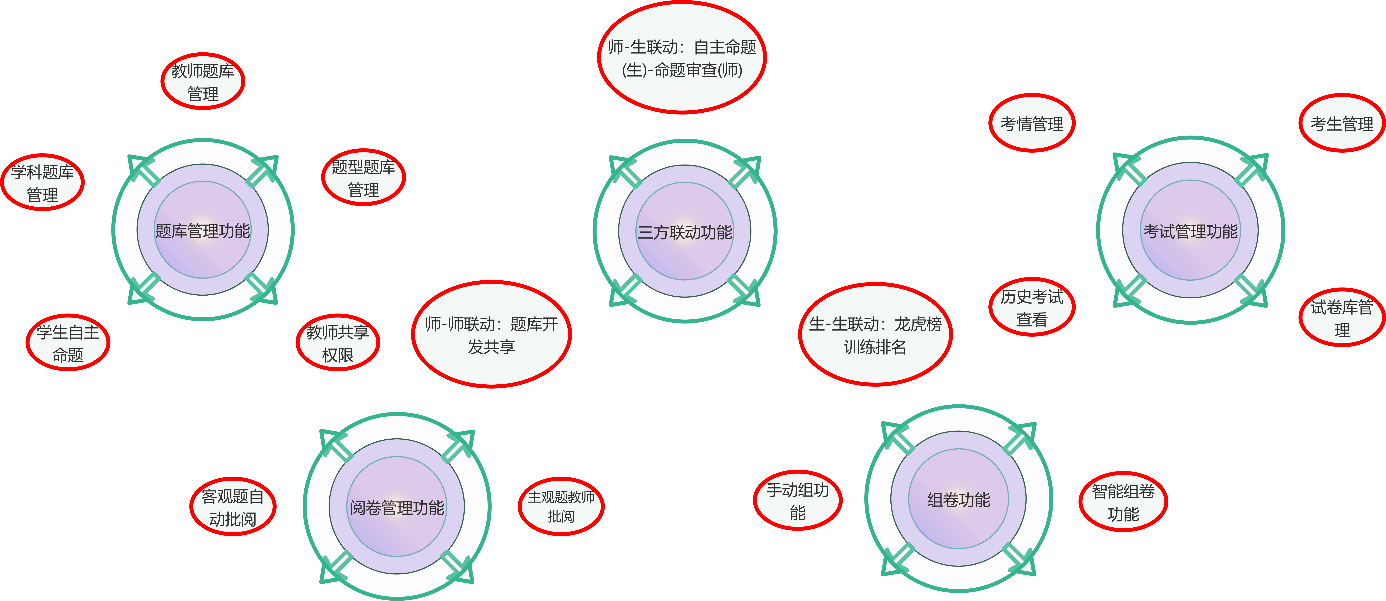 师-生联动：自主命题
(生)-命题审查(师)
教师题库
管理
学科题库
管理
题型题库
管理
题库管理功能
学生自主
命题
教师共享
权限
三方联动功能
师-师联动：题库开
发共享
生-生联动：龙虎榜
训练排名
考情管理
考生管理
考试管理功能
历史考试
查看
试卷库管
理
客观题自
动批阅
阅卷管理功能
主观题教师
批阅
手动组功
能
组卷功能
智能组卷
功能